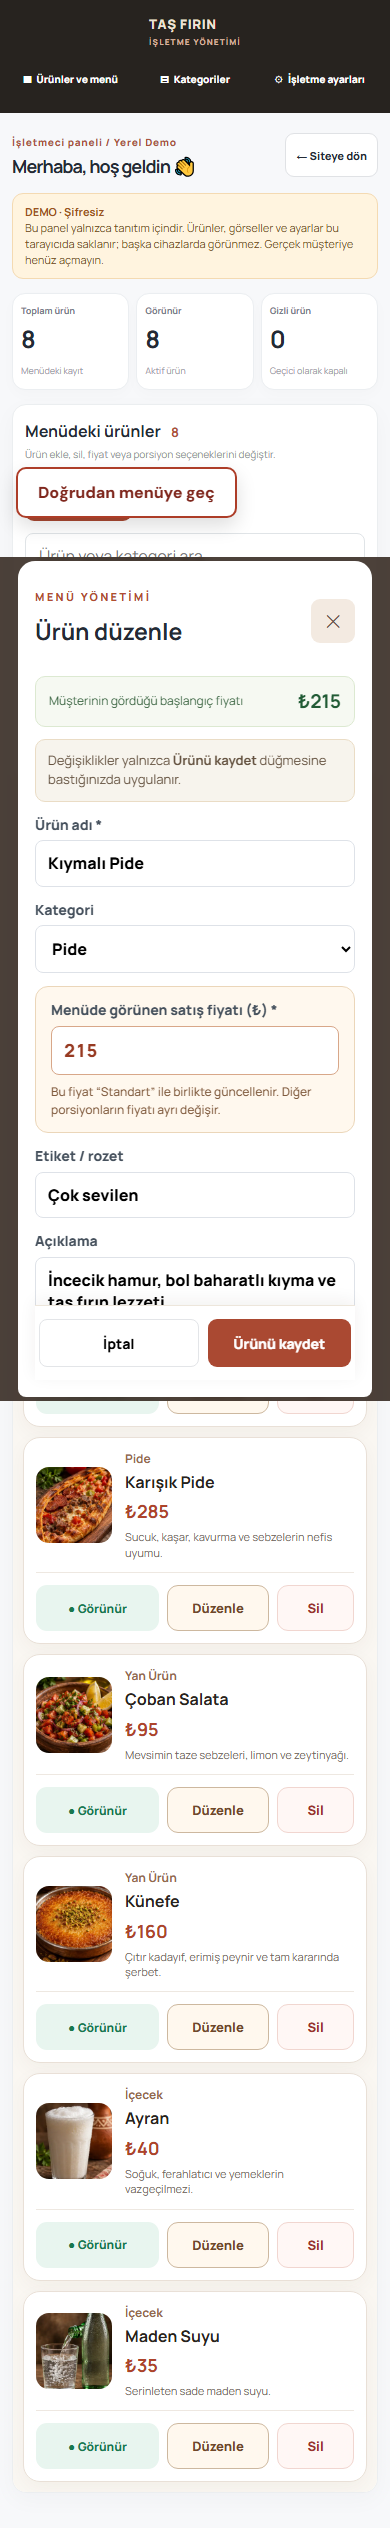 TAŞ FIRIN
İŞLETME YÖNETİMİ
Ürünler ve menü
Kategoriler
İşletme ayarları
İşletmeci paneli / Yerel Demo
Merhaba, hoş geldin 👋
← Siteye dön
DEMO · Şifresiz
Bu panel yalnızca tanıtım içindir. Ürünler, görseller ve ayarlar bu
tarayıcıda saklanır; başka cihazlarda görünmez. Gerçek müşteriye
henüz açmayın.
Toplam ürün
8
Menüdeki kayıt
Görünür
8
Aktif ürün
Gizli ürün
0
Geçici olarak kapalı
Menüdeki ürünler 8
Ürün ekle, sil, fiyat veya porsiyon seçeneklerini değiştir.
Doğrudan menüye geç
Ürün veya kategori ara
MENÜ YÖNETİMİ
Ürün düzenle
Müşterinin gördüğü başlangıç fiyatı
₺215
Değişiklikler yalnızca Ürünü kaydet düğmesine
bastığınızda uygulanır.
Ürün adı *
Kıymalı Pide
Kategori
Pide
Menüde görünen satış fiyatı (₺) *
215
Bu fiyat “Standart” ile birlikte güncellenir. Diğer
porsiyonların fiyatı ayrı değişir.
Etiket / rozet
Çok sevilen
Açıklama
İncecik hamur, bol baharatlı kıyma ve
taş fırın lezzeti
İptal
Ürünü kaydet
Pide
Karışık Pide
₺285
Sucuk, kaşar, kavurma ve sebzelerin nefis
uyumu.
● Görünür
Düzenle
Sil
Yan Ürün
Çoban Salata
₺95
Mevsimin taze sebzeleri, limon ve zeytinyağı.
● Görünür
Düzenle
Sil
Yan Ürün
Künefe
₺160
Çıtır kadayıf, erimiş peynir ve tam kararında
şerbet.
● Görünür
Düzenle
Sil
İçecek
Ayran
₺40
Soğuk, ferahlatıcı ve yemeklerin
vazgeçilmezi.
● Görünür
Düzenle
Sil
İçecek
Maden Suyu
₺35
Serinleten sade maden suyu.
● Görünür
Düzenle
Sil